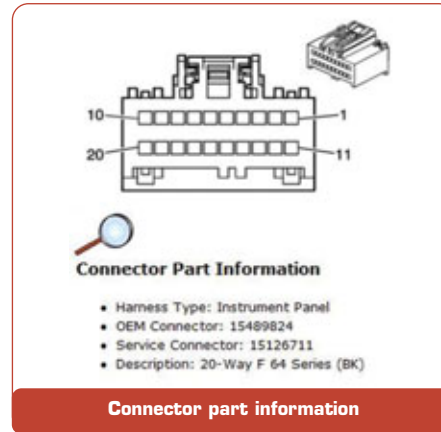 10 1
20 11
Connector Part Information
• Harness Type: Instrument Panel
• OEM Connector: 15489824
• Service Connector: 15126711
• Description: 20-Way F 64 Series (BK)
Connector part information